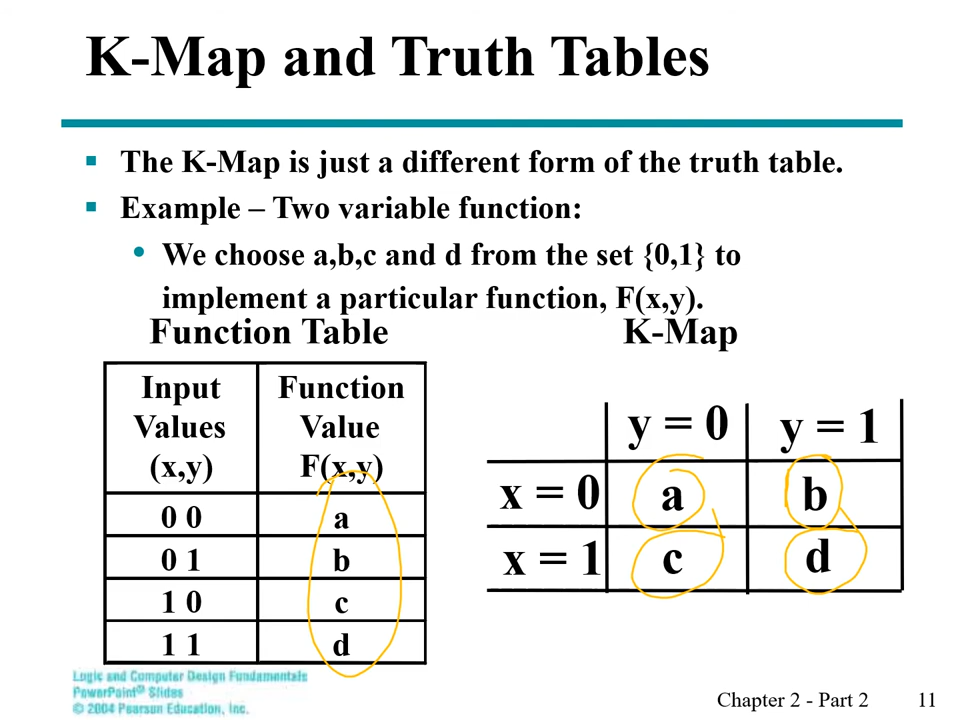 K-Map and Truth Tables
The K-Map is just a different form of the truth table.
Example – Two variable function:
We choose a,b,c and d from the set {0,1} to
implement a particular function, F(x,y).
Function Table
Input Values (x,y) Function Value F(x,y)
0 0 a
0 1 b
1 0 c
1 1 d
K-Map
y = 0 y = 1
x = 0 a b
x = 1 c d
Logic and Computer Design Fundamentals
PowerPoint® Slides
© 2004 Pearson Education, Inc.
Chapter 2 - Part 2 11